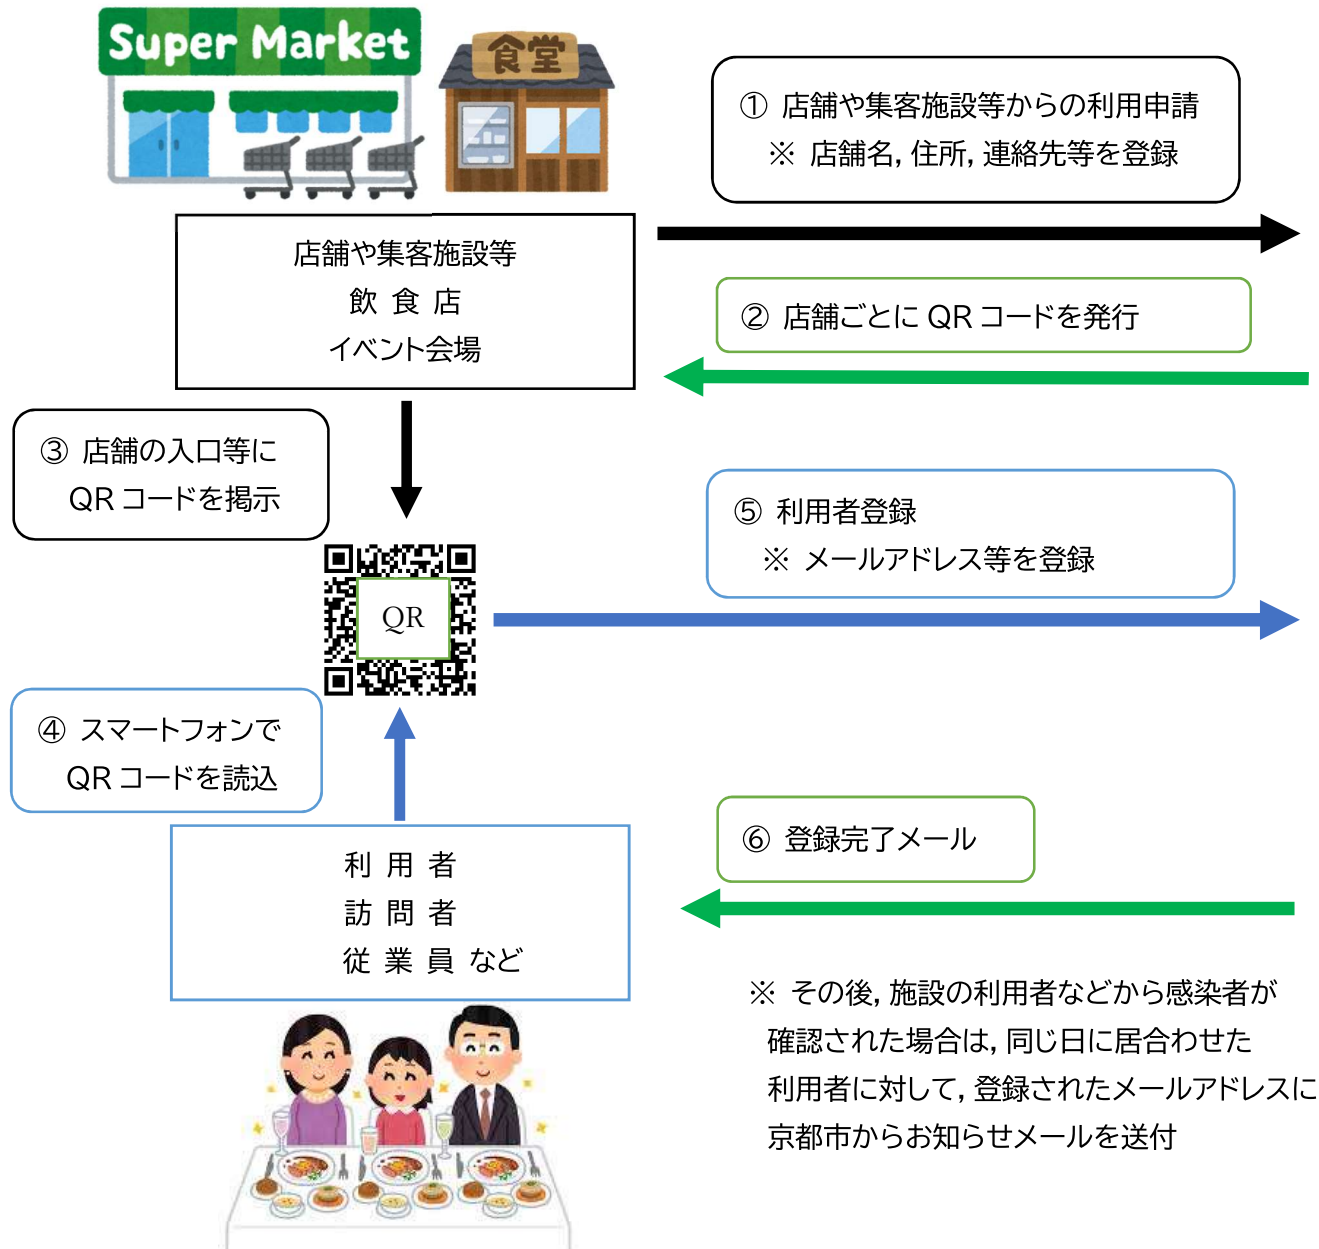 Super Market
食堂
① 店舗や集客施設等からの利用申請
※ 店舗名,住所,連絡先等を登録
店舗や集客施設等
飲 食 店
イベント会場
② 店舗ごとに QR コードを発行
③ 店舗の入口等に
QR コードを掲示
⑤ 利用者登録
※ メールアドレス等を登録
QR
④ スマートフォンで
QR コードを読込
⑥ 登録完了メール
利 用 者
訪 問 者
従 業 員 など
※ その後,施設の利用者などから感染者が
確認された場合は,同じ日に居合わせた
利用者に対して,登録されたメールアドレスに
京都市からお知らせメールを送付